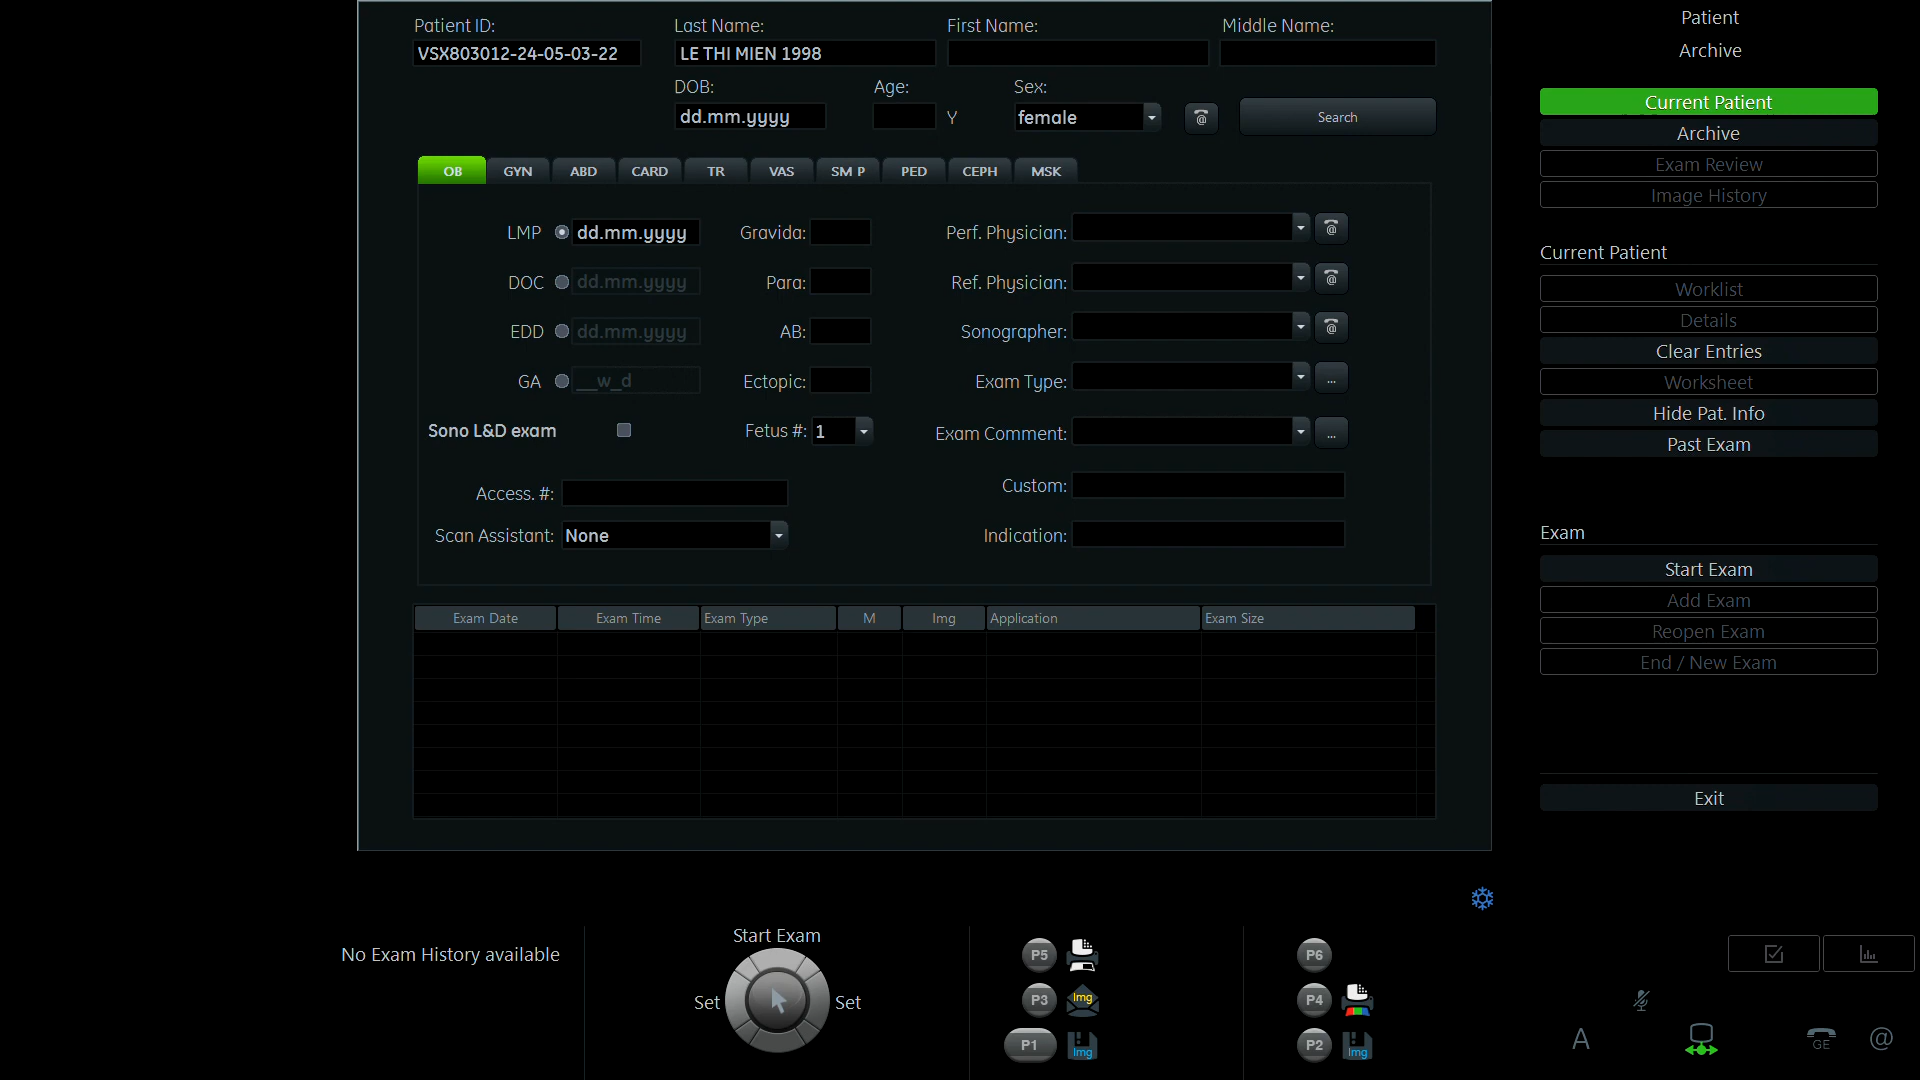 Patient ID: Last Name: First Name: Middle Name:
VSX803012-24-05-03-22 LE THI MIEN 1998
DOB: Age: Sex:
dd.mm.yyyy Y female @ Search
OB GYN ABD CARD TR VAS SM P PED CEPH MSK
LMP dd.mm.yyyy Gravida: Perf. Physician: @
DOC dd.mm.yyyy Para: Ref. Physician: @
EDD dd.mm.yyyy AB: Sonographer: @
GA __w_d Ectopic: Exam Type: ...
Sono L&D exam Fetus #: 1 Exam Comment: ...
Access. #: Custom:
Scan Assistant: None Indication:
Exam Date Exam Time Exam Type M Img Application Exam Size
Patient
Archive
Current Patient
Archive
Exam Review
Image History
Current Patient
Worklist
Details
Clear Entries
Worksheet
Hide Pat. Info
Past Exam
Exam
Start Exam
Add Exam
Reopen Exam
End / New Exam
Exit
No Exam History available
Start Exam
Set Set
P5
P3 Img
P1 Img
P6
P4
P2 Img
A GE @